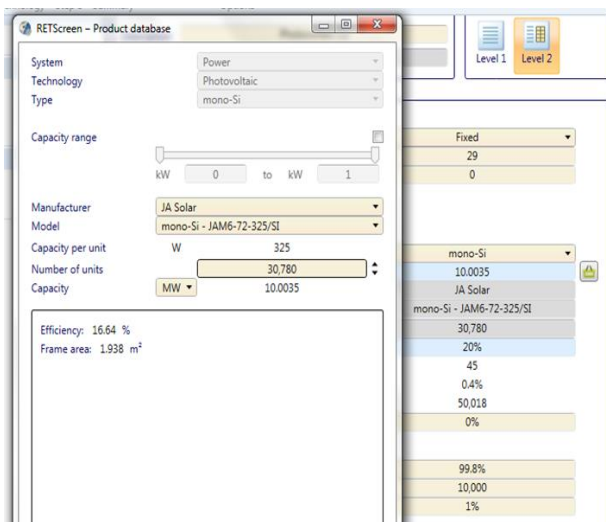 RETScreen – Product database
System Power
Technology Photovoltaic
Type mono-Si
Capacity range
kW 0 to kW 1
Manufacturer JA Solar
Model mono-Si - JAM6-72-325/SI
Capacity per unit W 325
Number of units 30,780
Capacity MW 10.0035
Efficiency: 16.64 %
Frame area: 1.938 m²
Level 1 Level 2
Fixed
29
0
mono-Si
10.0035
JA Solar
mono-Si - JAM6-72-325/SI
30,780
20%
45
0.4%
50,018
0%
99.8%
10,000
1%